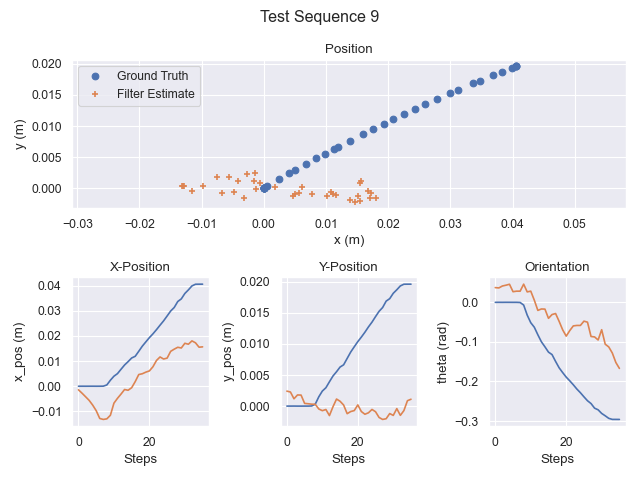 Test Sequence 9
Position
Ground Truth
Filter Estimate
y (m)
0.020
0.015
0.010
0.005
0.000
−0.03
−0.02
−0.01
0.00
0.01
0.02
0.03
0.04
0.05
x (m)
X-Position
x_pos (m)
0.04
0.03
0.02
0.01
0.00
−0.01
0
20
Steps
Y-Position
y_pos (m)
0.020
0.015
0.010
0.005
0.000
0
20
Steps
Orientation
theta (rad)
0.0
−0.1
−0.2
−0.3
0
20
Steps